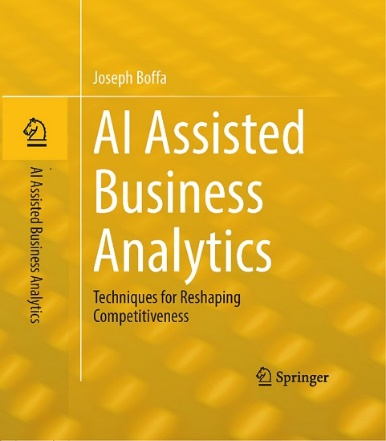 Joseph Boffa
AI Assisted
Business
Analytics
Techniques for Reshaping
Competitiveness
Springer
AI Assisted Business Analytics